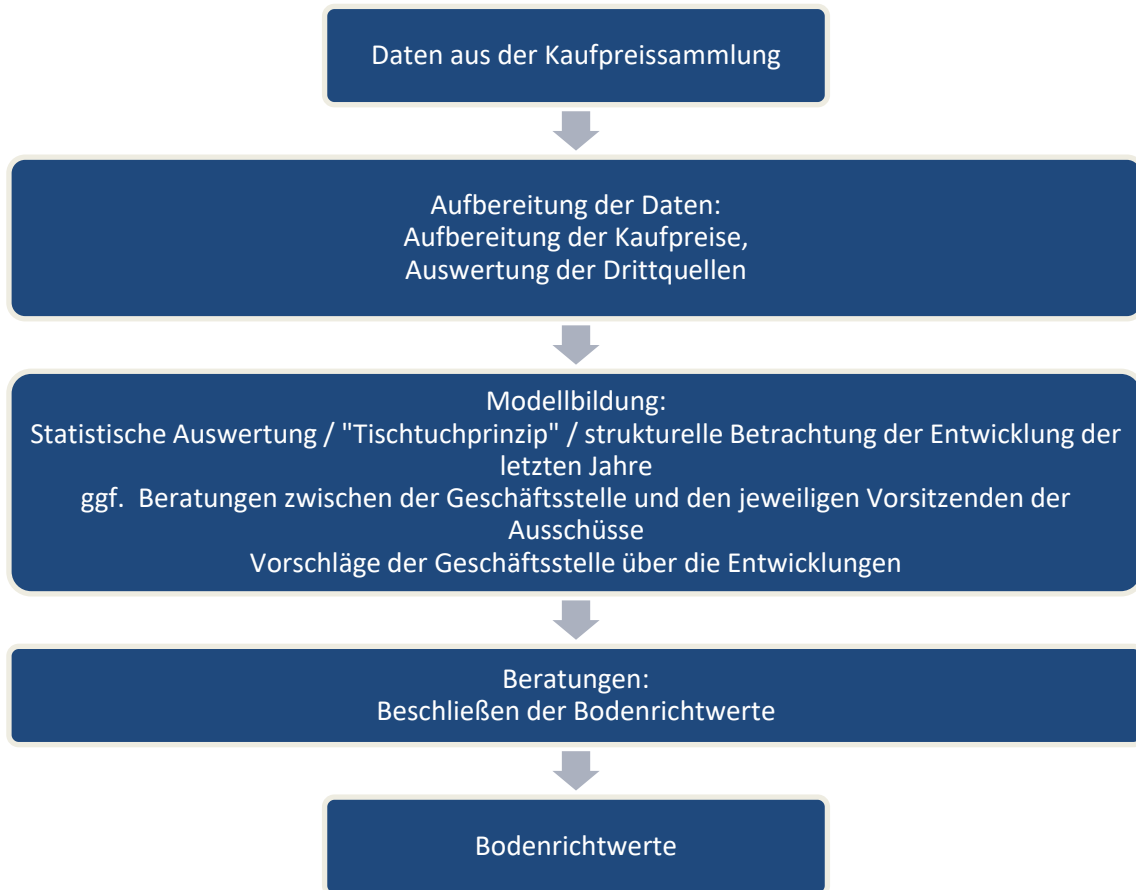 Daten aus der Kaufpreissammlung
Aufbereitung der Daten:
Aufbereitung der Kaufpreise,
Auswertung der Drittquellen
Modellbildung:
Statistische Auswertung / "Tischtuchprinzip" / strukturelle Betrachtung der Entwicklung der
letzten Jahre
ggf.  Beratungen zwischen der Geschäftsstelle und den jeweiligen Vorsitzenden der
Ausschüsse
Vorschläge der Geschäftsstelle über die Entwicklungen
Beratungen:
Beschließen der Bodenrichtwerte
Bodenrichtwerte